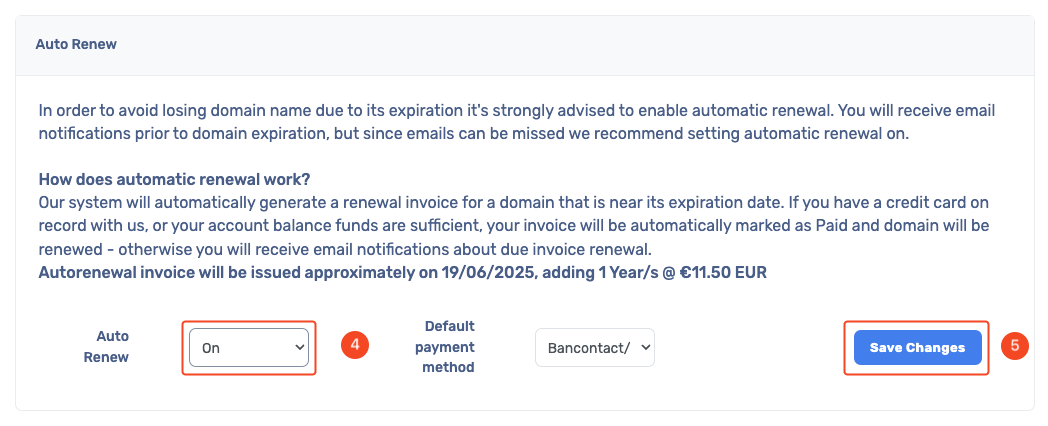 Auto Renew
In order to avoid losing domain name due to its expiration it's strongly advised to enable automatic renewal. You will receive email
notifications prior to domain expiration, but since emails can be missed we recommend setting automatic renewal on.
How does automatic renewal work?
Our system will automatically generate a renewal invoice for a domain that is near its expiration date. If you have a credit card on
record with us, or your account balance funds are sufficient, your invoice will be automatically marked as Paid and domain will be
renewed - otherwise you will receive email notifications about due invoice renewal.
Autorenewal invoice will be issued approximately on 19/06/2025, adding 1 Year/s @ €11.50 EUR
Auto
Renew
On
4
Default
payment
method
Bancontact/
Save Changes
5